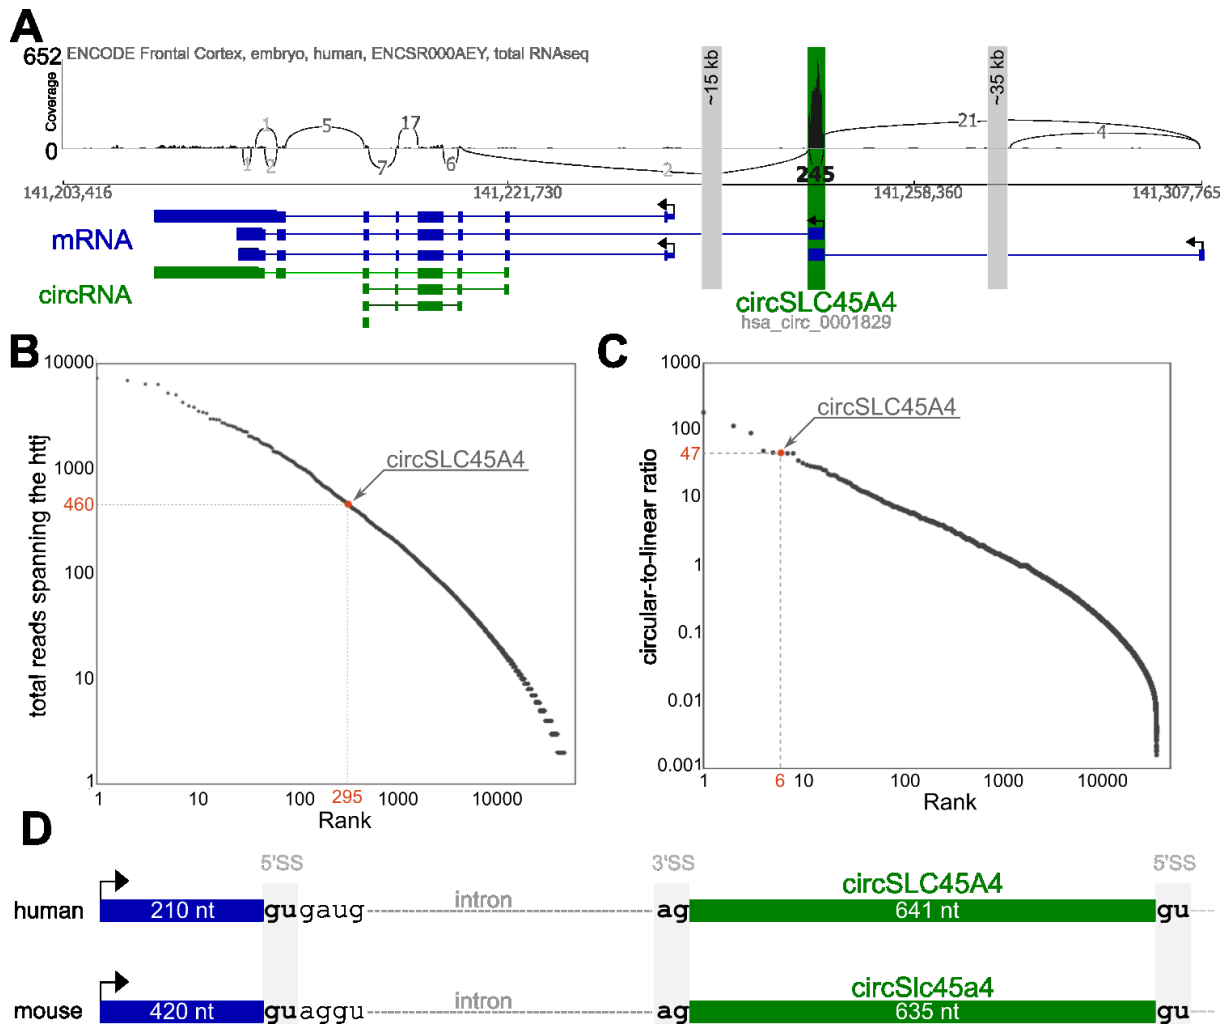 A
652 ENCODE Frontal Cortex, embryo, human, ENCSR000AEY, total RNAseq
Coverage
0
~15 kb
~35 kb
1 5 17 21 4
1 2 7 6 2 245
141,203,416 141,221,730 141,258,360 141,307,765
mRNA
circRNA
circSLC45A4
hsa_circ_0001829
B
total reads spanning the httj
10000
1000
460
100
10
1
circSLC45A4
1 10 100 295 1000 10000
Rank
C
circular-to-linear ratio
1000
100
47
10
1
0.1
0.01
0.001
circSLC45A4
1 6 10 100 1000 10000
Rank
D
5'SS 3'SS 5'SS
circSLC45A4
human 210 nt gugaug intron ag 641 nt gu
circSlc45a4
mouse 420 nt guaggu intron ag 635 nt gu